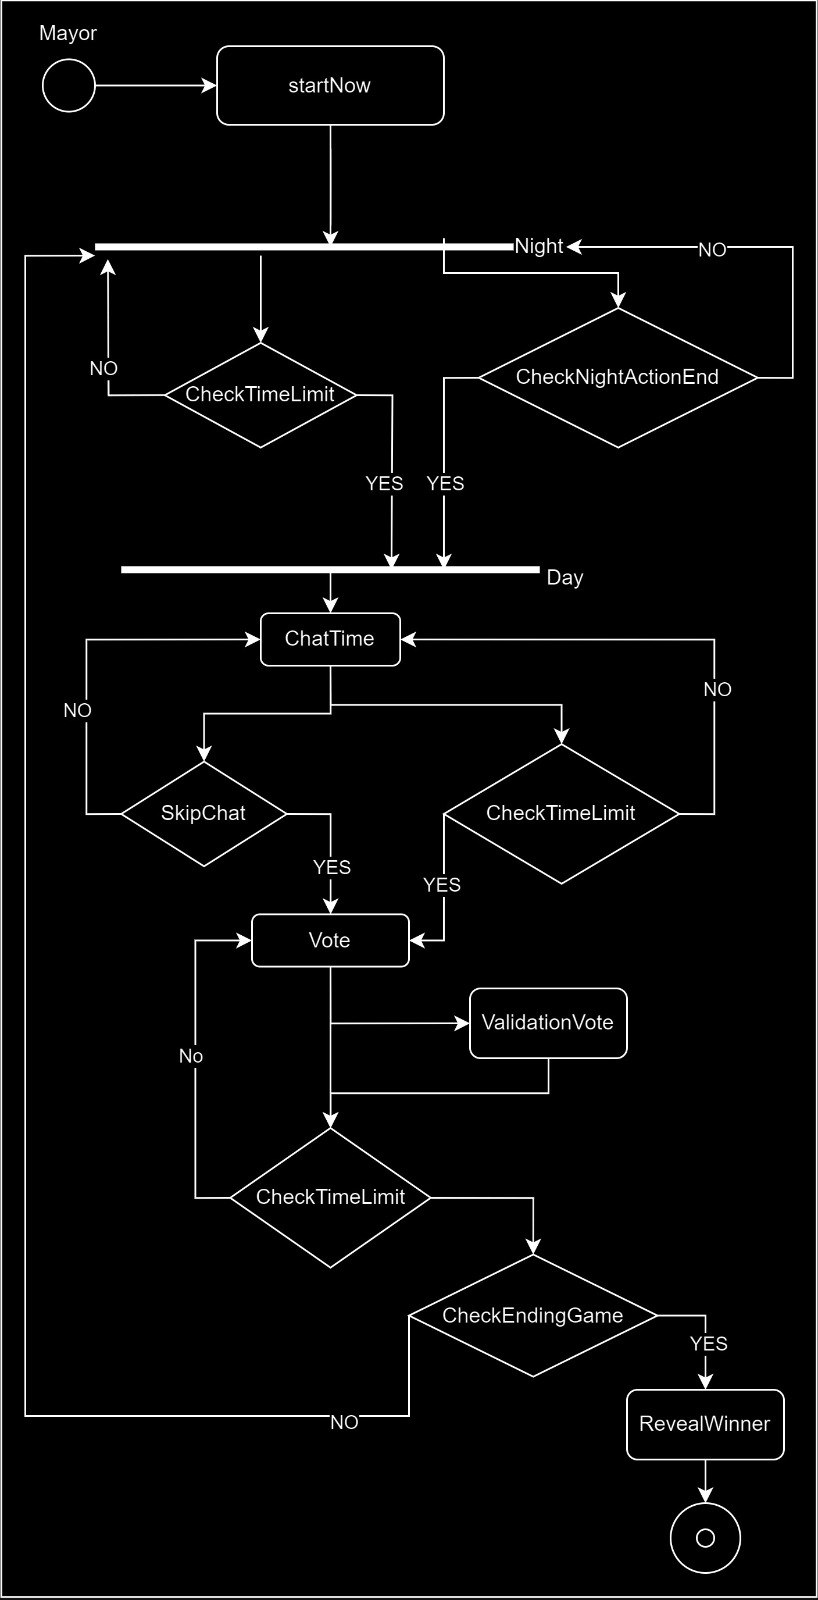 Mayor
startNow
Night
NO
NO
CheckTimeLimit
CheckNightActionEnd
YES
YES
Day
ChatTime
NO
NO
SkipChat
CheckTimeLimit
YES
YES
Vote
ValidationVote
No
CheckTimeLimit
CheckEndingGame
YES
NO
RevealWinner